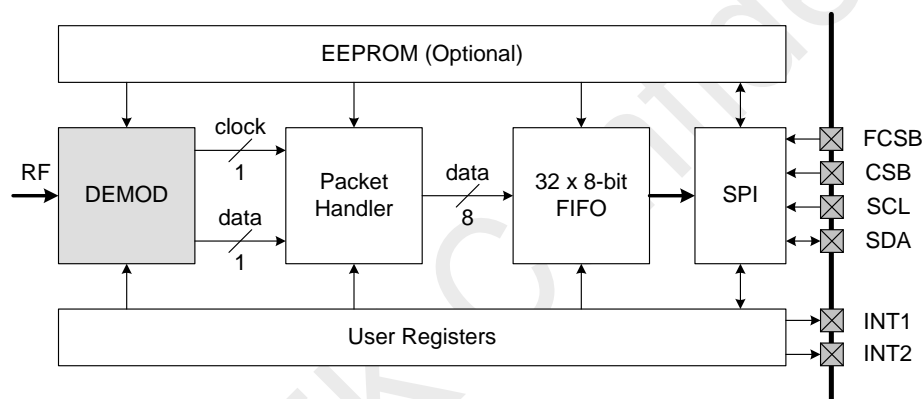 EEPROM (Optional)
clock
1
data
1
RF
DEMOD
Packet
Handler
data
8
32 x 8-bit
FIFO
SPI
FCSB
CSB
SCL
SDA
User Registers
INT1
INT2